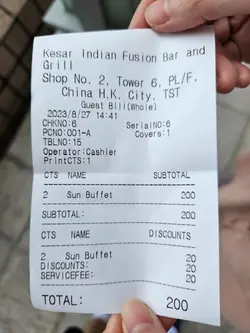 Kesar Indian Fusion Bar and
Grill
Shop No. 2, Tower 6, PL/F,
China H.K. City, TST
Guest Bill(Whole)
2023/8/27 14:41
CHKNO:6 SerialNO:6
PCNO:001-A Covers:1
TBLNO:15
Operator:Cashier
PrintCTS:1
CTS NAME SUBTOTAL
2 Sun Buffet 200
SUBTOTAL: 200
CTS NAME DISCOUNTS
2 Sun Buffet 20
DISCOUNTS: 20
SERVICEFEE: 20
TOTAL: 200